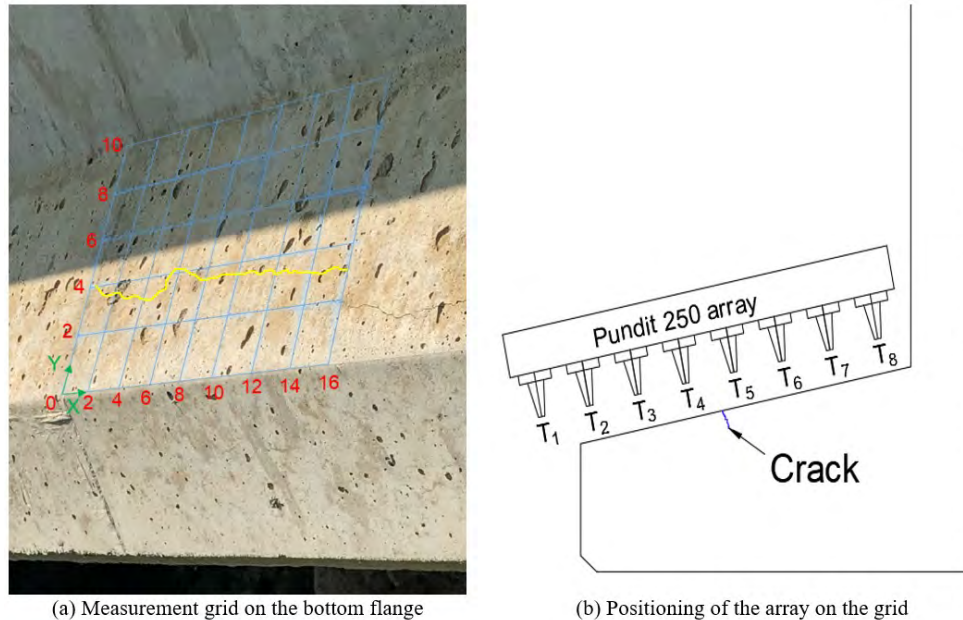 10
8
6
4
2
Y
0 X 2 4 6 8 10 12 14 16
Pundit 250 array
T1 T2 T3 T4 T5 T6 T7 T8
Crack
(a) Measurement grid on the bottom flange
(b) Positioning of the array on the grid